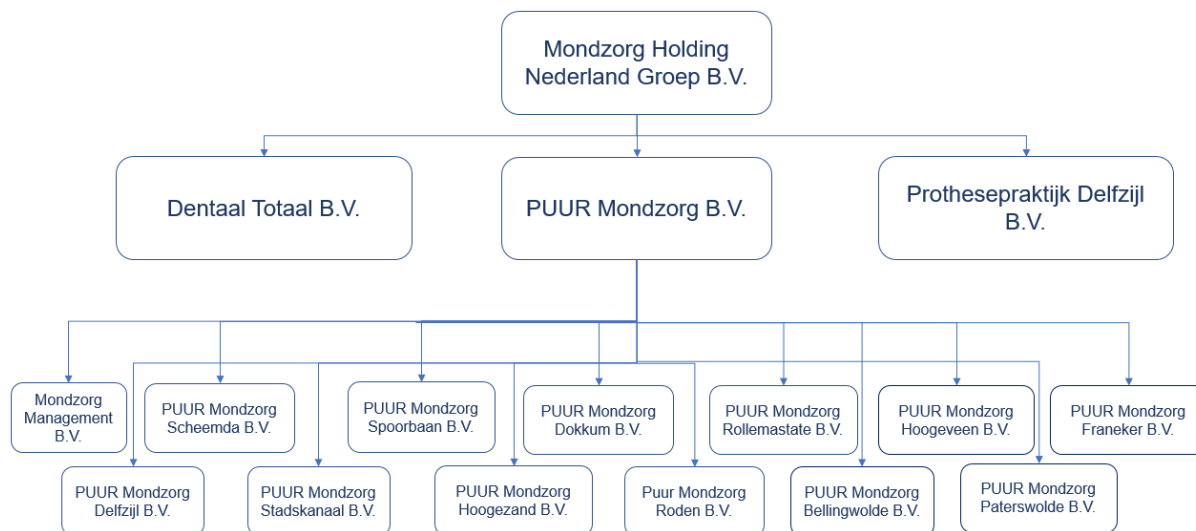 Mondzorg Holding
Nederland Groep B.V.
Dentaal Totaal B.V.
PUUR Mondzorg B.V.
Prothesepraktijk Delfzijl
B.V.
Mondzorg
Management
B.V.
PUUR Mondzorg
Scheemda B.V.
PUUR Mondzorg
Spoorbaan B.V.
PUUR Mondzorg
Dokkum B.V.
PUUR Mondzorg
Rollemastate B.V.
PUUR Mondzorg
Hoogeveen B.V.
PUUR Mondzorg
Franeker B.V.
PUUR Mondzorg
Delfzijl B.V.
PUUR Mondzorg
Stadskanaal B.V.
PUUR Mondzorg
Hoogezand B.V.
Puur Mondzorg
Roden B.V.
PUUR Mondzorg
Bellingwolde B.V.
PUUR Mondzorg
Paterswolde B.V.